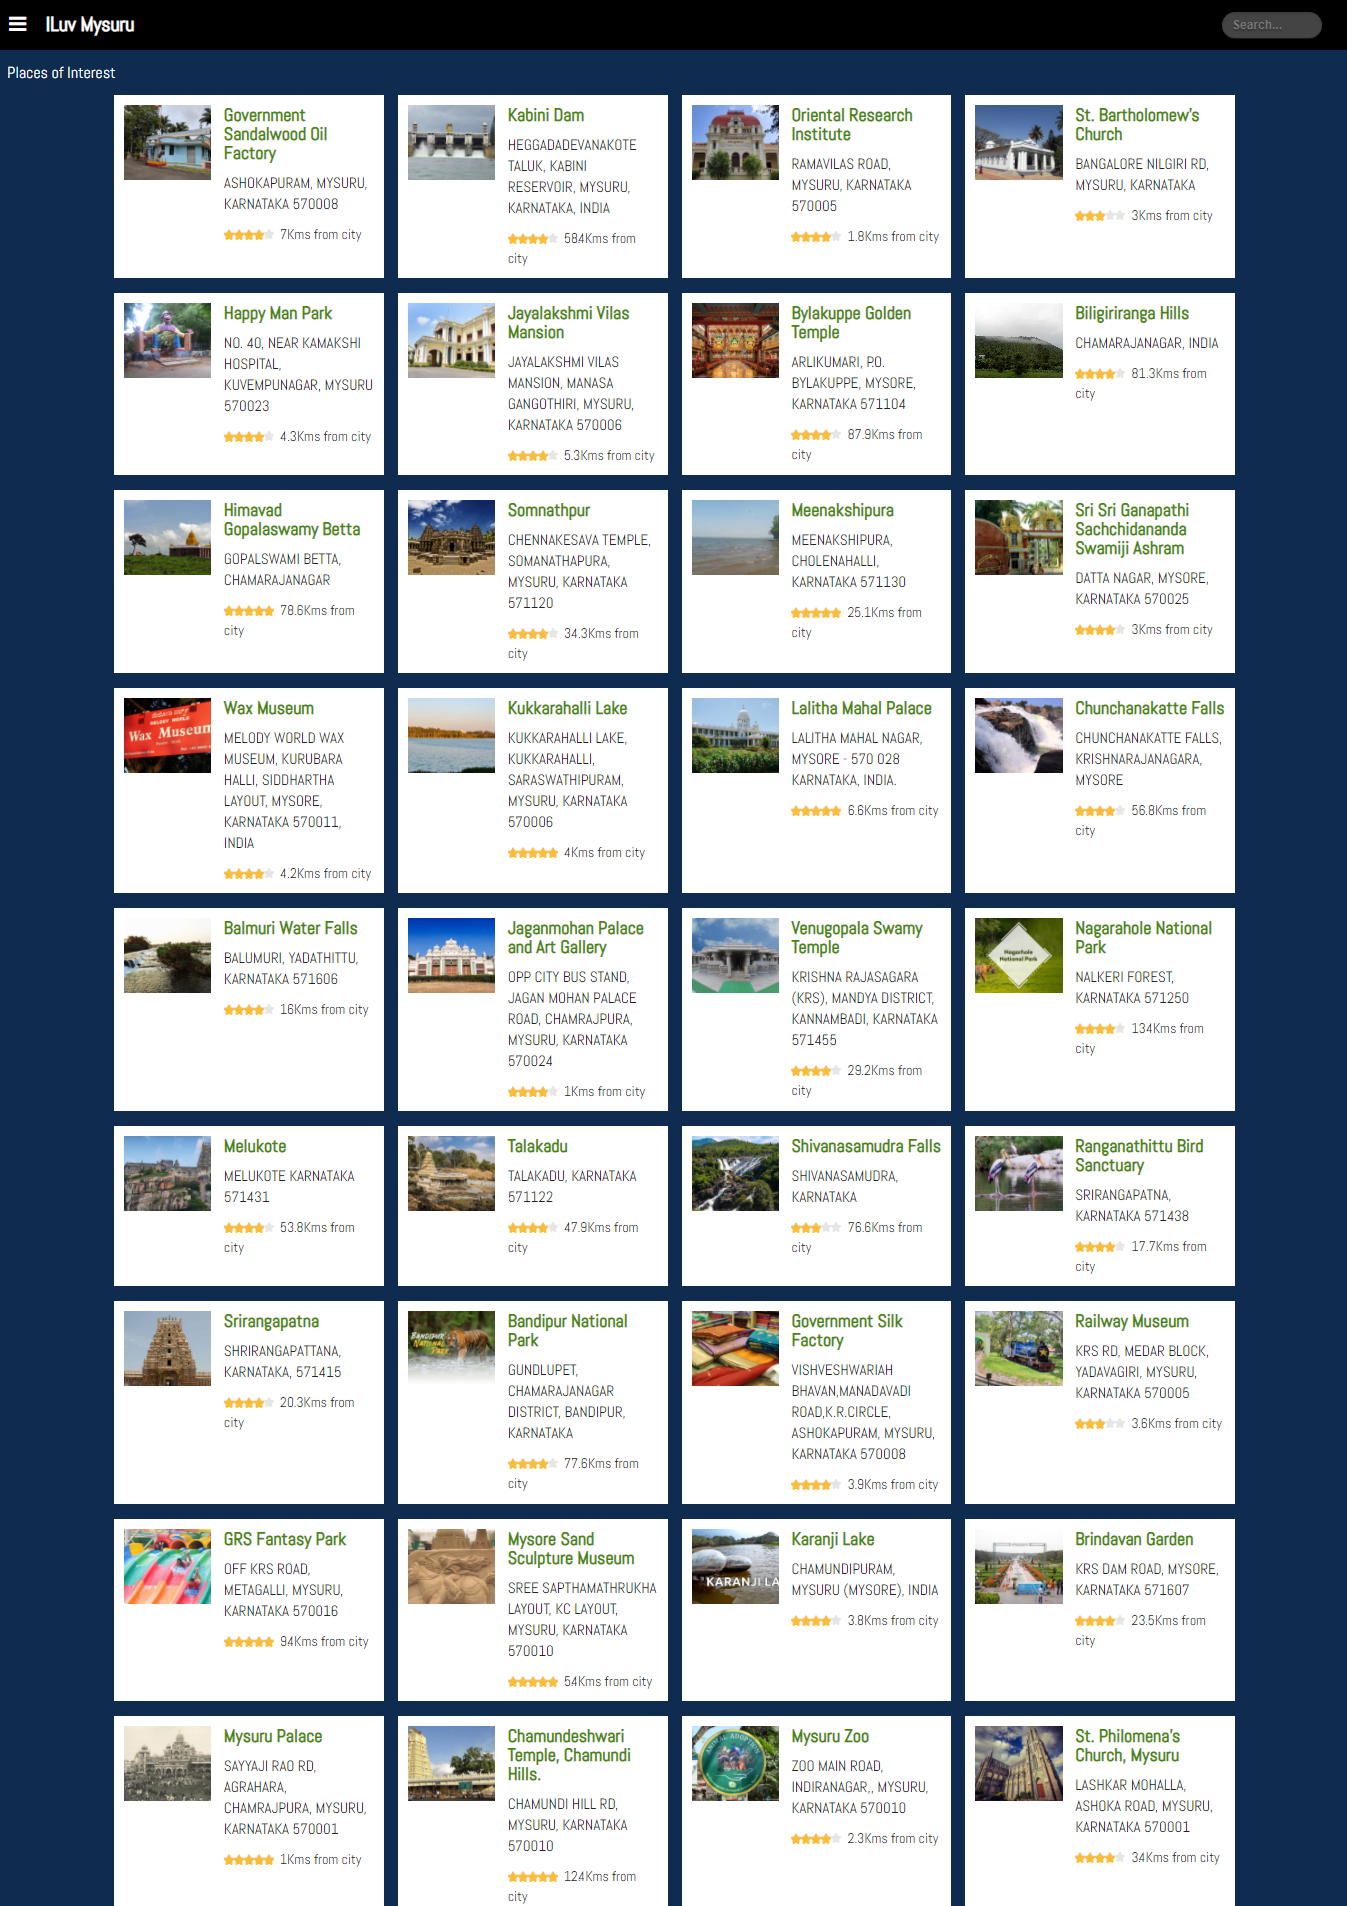 ILuv Mysuru
Search...
Places of Interest
Government
Sandalwood Oil
Factory
ASHOKAPURAM, MYSURU,
KARNATAKA 570008
7Kms from city
Kabini Dam
HEGGADADEVANAKOTE
TALUK, KABINI
RESERVOIR, MYSURU,
KARNATAKA, INDIA
584Kms from
city
Oriental Research
Institute
RAMAVILAS ROAD,
MYSURU, KARNATAKA
570005
1.8Kms from city
St. Bartholomew's
Church
BANGALORE NILGIRI RD,
MYSURU, KARNATAKA
3Kms from city
Happy Man Park
NO. 40, NEAR KAMAKSHI
HOSPITAL,
KUVEMPUNAGAR, MYSURU
570023
4.3Kms from city
Jayalakshmi Vilas
Mansion
JAYALAKSHMI VILAS
MANSION, MANASA
GANGOTHIRI, MYSURU,
KARNATAKA 570006
5.3Kms from city
Bylakuppe Golden
Temple
ARLIKUMARI, P.O.
BYLAKUPPE, MYSORE,
KARNATAKA 571104
87.9Kms from
city
Biligiriranga Hills
CHAMARAJANAGAR, INDIA
81.3Kms from
city
Himavad
Gopalaswamy Betta
GOPALSWAMI BETTA,
CHAMARAJANAGAR
78.6Kms from
city
Somnathpur
CHENNAKESAVA TEMPLE,
SOMANATHAPURA,
MYSURU, KARNATAKA
571120
34.3Kms from
city
Meenakshipura
MEENAKSHIPURA,
CHOLENAHALLI,
KARNATAKA 571130
25.1Kms from
city
Sri Sri Ganapathi
Sachchidananda
Swamiji Ashram
DATTA NAGAR, MYSORE,
KARNATAKA 570025
3Kms from city
MELODY WORLD
Wax Museum
Wax Museum
MELODY WORLD WAX
MUSEUM, KURUBARA
HALLI, SIDDHARTHA
LAYOUT, MYSORE,
KARNATAKA 570011,
INDIA
4.2Kms from city
Kukkarahalli Lake
KUKKARAHALLI LAKE,
KUKKARAHALLI,
SARASWATHIPURAM,
MYSURU, KARNATAKA
570006
4Kms from city
Lalitha Mahal Palace
LALITHA MAHAL NAGAR,
MYSORE - 570 028
KARNATAKA, INDIA.
6.6Kms from city
Chunchanakatte Falls
CHUNCHANAKATTE FALLS,
KRISHNARAJANAGARA,
MYSORE
56.8Kms from
city
Balmuri Water Falls
BALUMURI, YADATHITTU,
KARNATAKA 571606
16Kms from city
Jaganmohan Palace
and Art Gallery
OPP CITY BUS STAND,
JAGAN MOHAN PALACE
ROAD, CHAMRAJPURA,
MYSURU, KARNATAKA
570024
1Kms from city
Venugopala Swamy
Temple
KRISHNA RAJASAGARA
(KRS), MANDYA DISTRICT,
KANNAMBADI, KARNATAKA
571455
29.2Kms from
city
Nagarhole
National Park
Nagarahole National
Park
NALKERI FOREST,
KARNATAKA 571250
134Kms from
city
Melukote
MELUKOTE KARNATAKA
571431
53.8Kms from
city
Talakadu
TALAKADU, KARNATAKA
571122
47.9Kms from
city
Shivanasamudra Falls
SHIVANASAMUDRA,
KARNATAKA
76.6Kms from
city
Ranganathittu Bird
Sanctuary
SRIRANGAPATNA,
KARNATAKA 571438
17.7Kms from
city
Srirangapatna
SHRIRANGAPATTANA,
KARNATAKA, 571415
20.3Kms from
city
BANDIPUR
NATIONAL
PARK
Bandipur National
Park
GUNDLUPET,
CHAMARAJANAGAR
DISTRICT, BANDIPUR,
KARNATAKA
77.6Kms from
city
Government Silk
Factory
VISHVESHWARIAH
BHAVAN,MANADAVADI
ROAD,K.R.CIRCLE,
ASHOKAPURAM, MYSURU,
KARNATAKA 570008
3.9Kms from city
Railway Museum
KRS RD, MEDAR BLOCK,
YADAVAGIRI, MYSURU,
KARNATAKA 570005
3.6Kms from city
GRS Fantasy Park
OFF KRS ROAD,
METAGALLI, MYSURU,
KARNATAKA 570016
94Kms from city
Mysore Sand
Sculpture Museum
SREE SAPTHAMATHRUKHA
LAYOUT, KC LAYOUT,
MYSURU, KARNATAKA
570010
54Kms from city
KARANJI LA
Karanji Lake
CHAMUNDIPURAM,
MYSURU (MYSORE), INDIA
3.8Kms from city
Brindavan Garden
KRS DAM ROAD, MYSORE,
KARNATAKA 571607
23.5Kms from
city
Mysuru Palace
SAYYAJI RAO RD,
AGRAHARA,
CHAMRAJPURA, MYSURU,
KARNATAKA 570001
1Kms from city
Chamundeshwari
Temple, Chamundi
Hills.
CHAMUNDI HILL RD,
MYSURU, KARNATAKA
570010
124Kms from
city
ANIMAL ADOPTION
Mysuru Zoo
ZOO MAIN ROAD,
INDIRANAGAR,, MYSURU,
KARNATAKA 570010
2.3Kms from city
St. Philomena's
Church, Mysuru
LASHKAR MOHALLA,
ASHOKA ROAD, MYSURU,
KARNATAKA 570001
34Kms from city